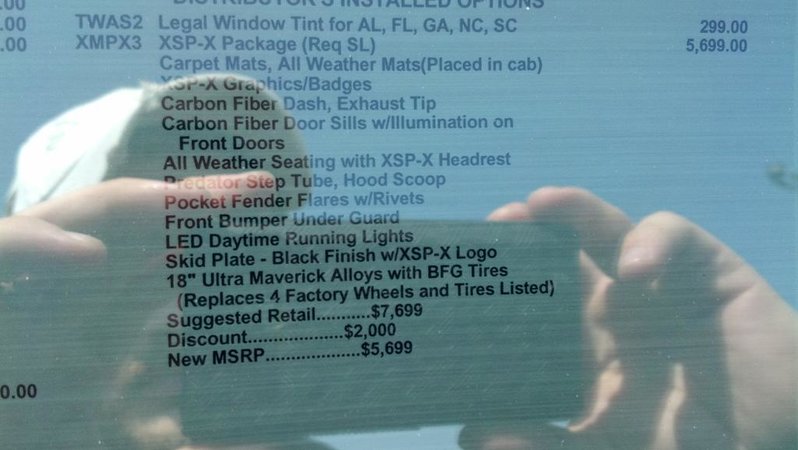 DISTRIBUTOR'S INSTALLED OPTIONS
.00 TWAS2 Legal Window Tint for AL, FL, GA, NC, SC 299.00
.00 XMPX3 XSP-X Package (Req SL) 5,699.00
Carpet Mats, All Weather Mats(Placed in cab)
XSP-X Graphics/Badges
Carbon Fiber Dash, Exhaust Tip
Carbon Fiber Door Sills w/Illumination on
Front Doors
All Weather Seating with XSP-X Headrest
Predator Step Tube, Hood Scoop
Pocket Fender Flares w/Rivets
Front Bumper Under Guard
LED Daytime Running Lights
Skid Plate - Black Finish w/XSP-X Logo
18" Ultra Maverick Alloys with BFG Tires
(Replaces 4 Factory Wheels and Tires Listed)
Suggested Retail...........$7,699
Discount...................$2,000
New MSRP...................$5,699
0.00